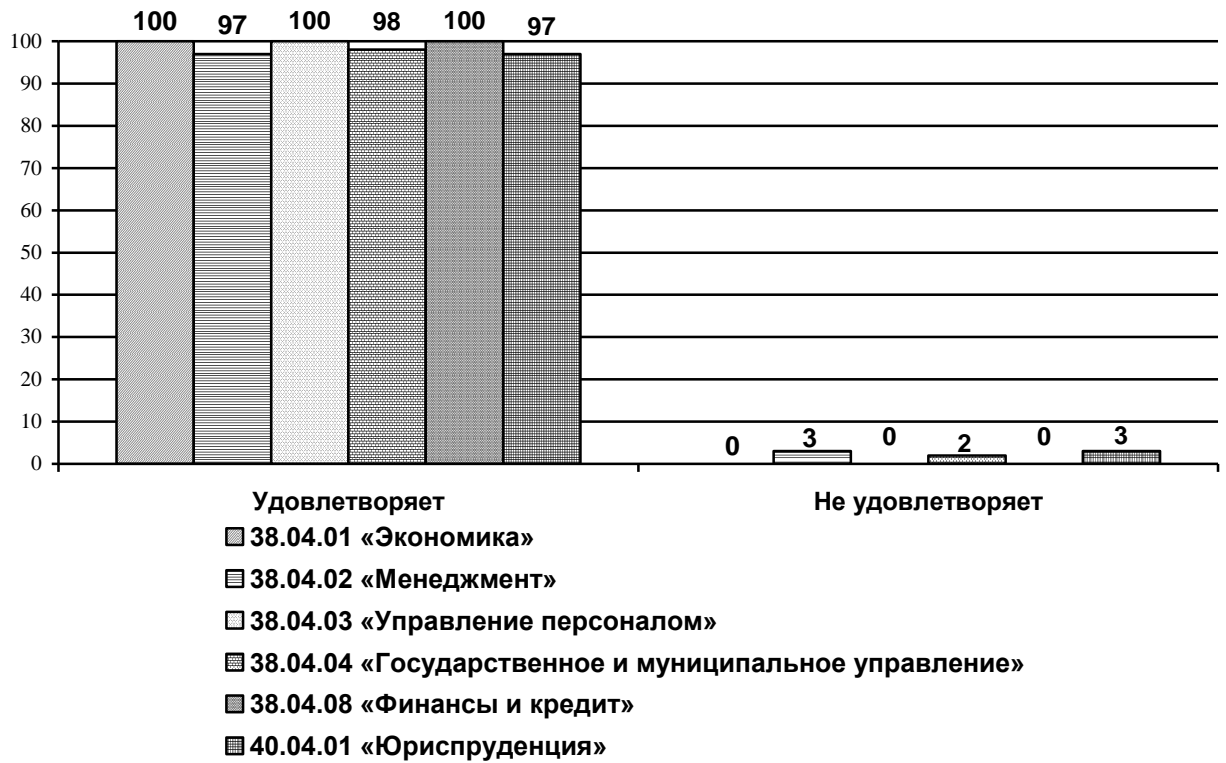 100 97 100 98 100 97
100
90
80
70
60
50
40
30
20
10
0
0 3 0 2 0 3
Удовлетворяет Не удовлетворяет
38.04.01 «Экономика»
38.04.02 «Менеджмент»
38.04.03 «Управление персоналом»
38.04.04 «Государственное и муниципальное управление»
38.04.08 «Финансы и кредит»
40.04.01 «Юриспруденция»